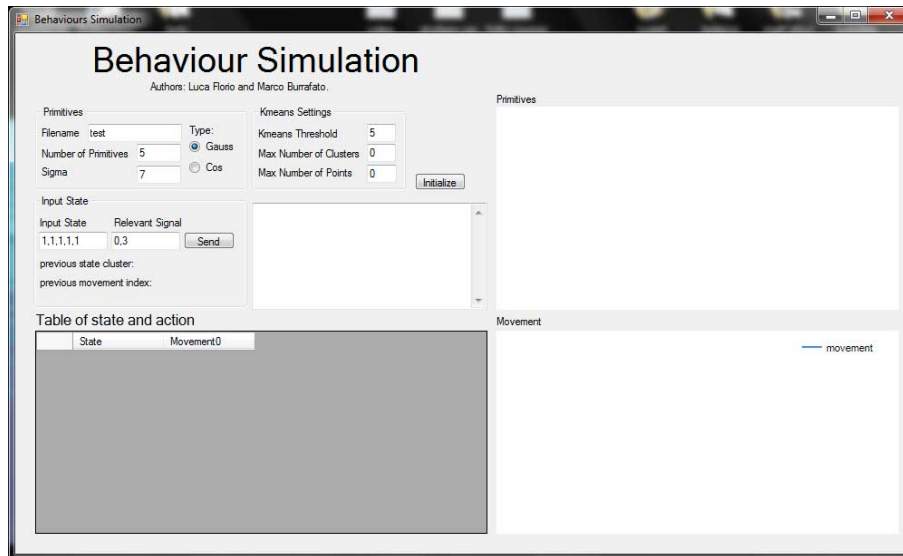 Behaviours Simulation
Behaviour Simulation
Authors: Luca Florio and Marco Burrafato.
Primitives
Filename test
Type:
Gauss
Number of Primitives 5
Cos
Sigma 7
Kmeans Settings
Kmeans Threshold 5
Max Number of Clusters 0
Max Number of Points 0
Initialize
Input State
Input State Relevant Signal
1,1,1,1,1 0,3 Send
previous state cluster:
previous movement index:
Table of state and action
State Movement0
Primitives
Movement
movement